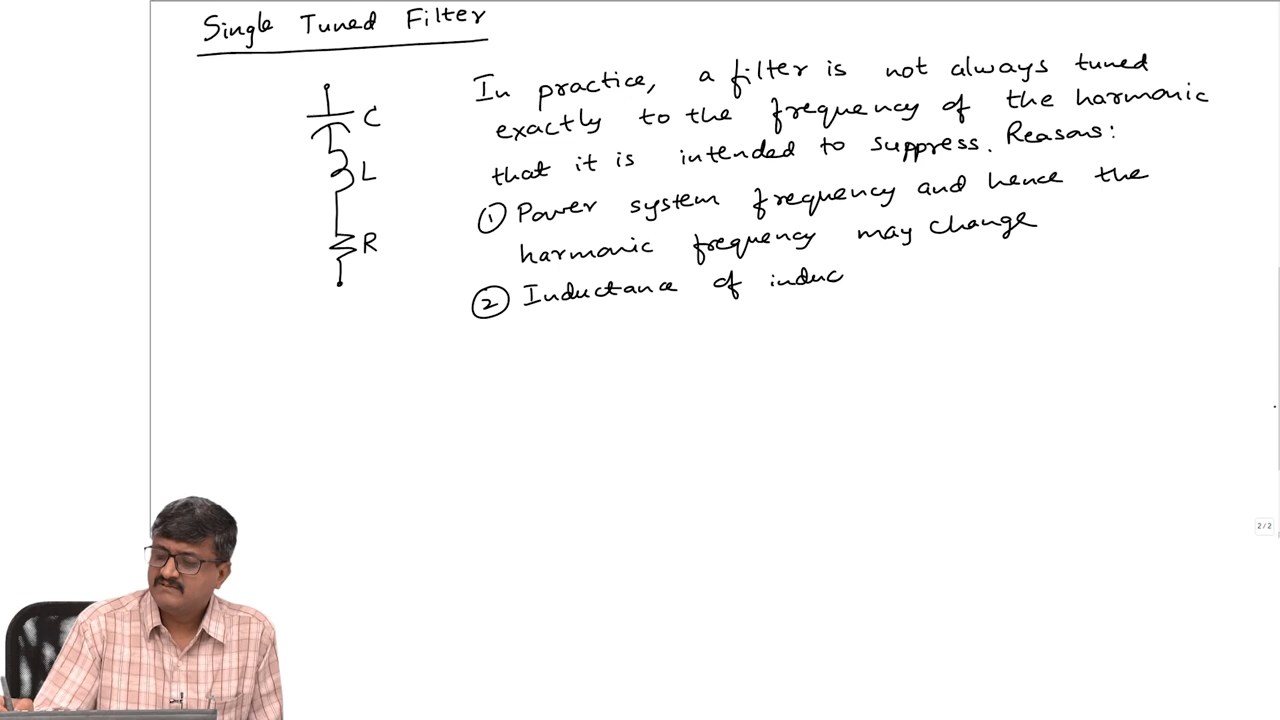 Single Tuned Filter
C
L
R
In practice, a filter is not always tuned
exactly to the frequency of the harmonic
that it is intended to suppress. Reasons:
① Power system frequency and hence the
harmonic frequency may change
② Inductance of induc
2/2